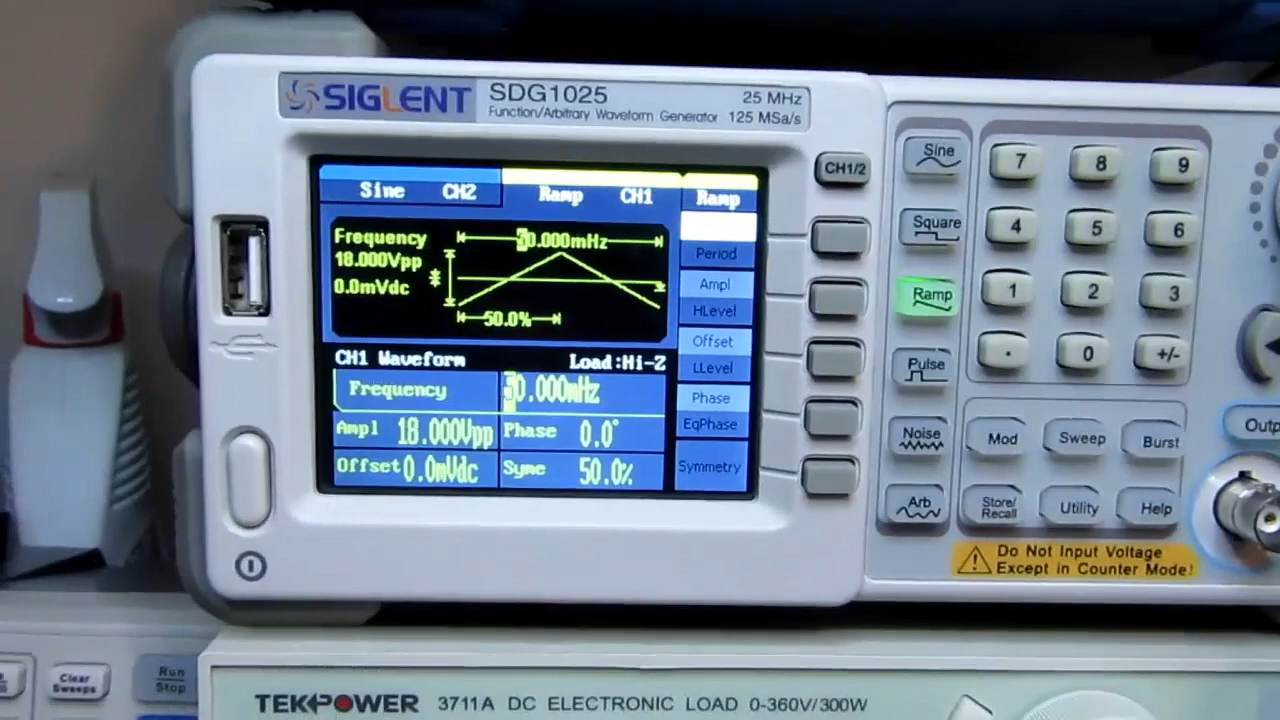 SIGLENT SDG1025 25 MHz
Function/Arbitrary Waveform Generator 125 MSa/s
Sine CH2 Ramp CH1 Ramp
Frequency
18.000Vpp
0.0mVdc
0.000mHz
50.0%
CH1 Waveform Load:Hi-Z
Frequency 0.000mHz
Ampl 18.000Vpp Phase 0.0°
Offset 0.0mVdc Syme 50.0%
Period
Ampl
HLevel
Offset
LLevel
Phase
EqPhase
Symmetry
CH1/2
Sine
Square
Ramp
Pulse
Noise
Arb
7 8 9
4 5 6
1 2 3
. 0 +/-
Mod Sweep Burst
Store/
Recall
Utility Help
Outp
Do Not Input Voltage
Except in Counter Mode!
Clear
Sweeps
Run
Stop
TEKPOWER 3711A DC ELECTRONIC LOAD 0-360V/300W